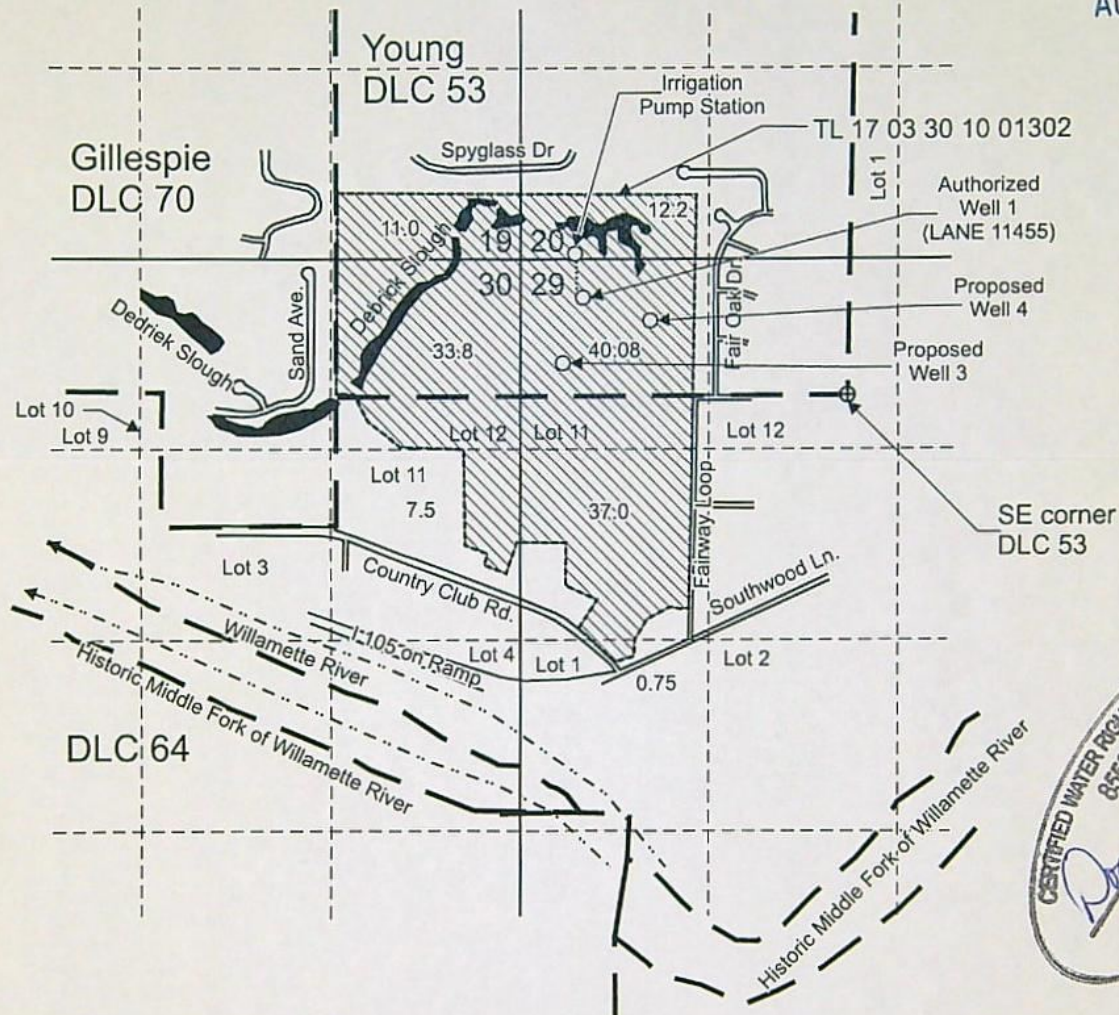 Young
DLC 53
Gillespie
DLC 70
Irrigation
Pump Station
TL 17 03 30 10 01302
Spyglass Dr
Lot 1
Authorized
Well 1
(LANE 11455)
11.0
12.2
19
20
30
29
Debrick Slough
Dedriek Slough
Sand Ave.
Fair Oak Dr.
Proposed
Well 4
33.8
40.08
Proposed
Well 3
Lot 10
Lot 9
Lot 12
Lot 11
Lot 12
Lot 11
7.5
37.0
Fairway Loop
SE corner
DLC 53
Lot 3
Country Club Rd.
Southwood Ln.
I-105 on Ramp
Lot 4
Lot 1
Lot 2
0.75
Willamette River
Historic Middle Fork of Willamette River
DLC 64
Historic Middle Fork of Willamette River
CERTIFIED WATER